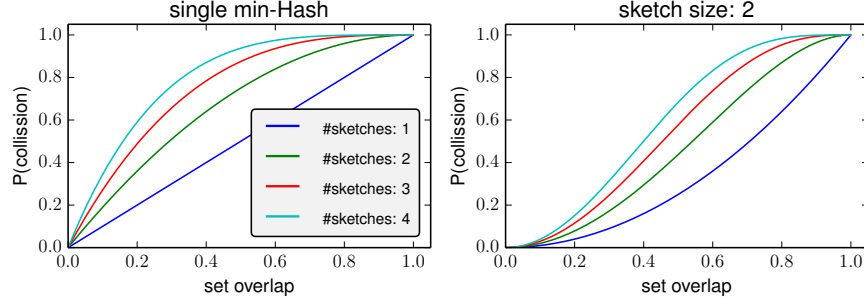 single min-Hash
P(collission)
1.0
0.8
0.6
0.4
0.2
0.0
0.0 0.2 0.4 0.6 0.8 1.0
set overlap
#sketches: 1
#sketches: 2
#sketches: 3
#sketches: 4
sketch size: 2
P(collission)
1.0
0.8
0.6
0.4
0.2
0.0
0.0 0.2 0.4 0.6 0.8 1.0
set overlap